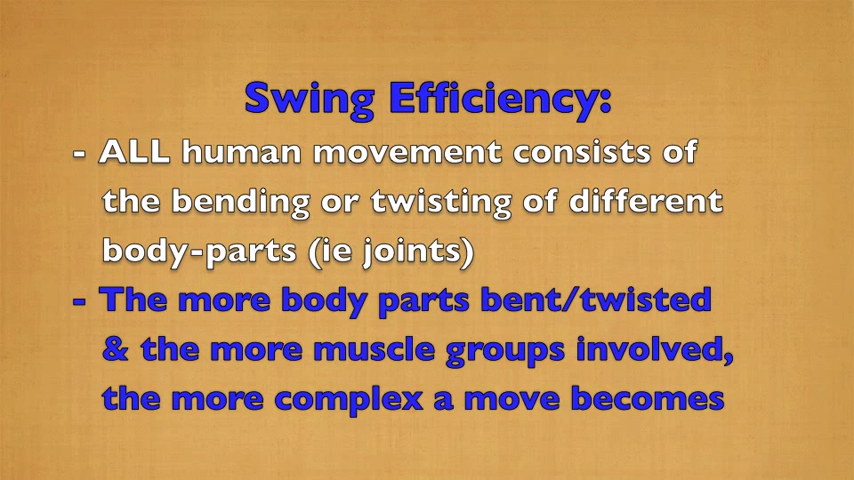 Swing Efficiency:
- ALL human movement consists of
the bending or twisting of different
body-parts (ie joints)
- The more body parts bent/twisted
& the more muscle groups involved,
the more complex a move becomes